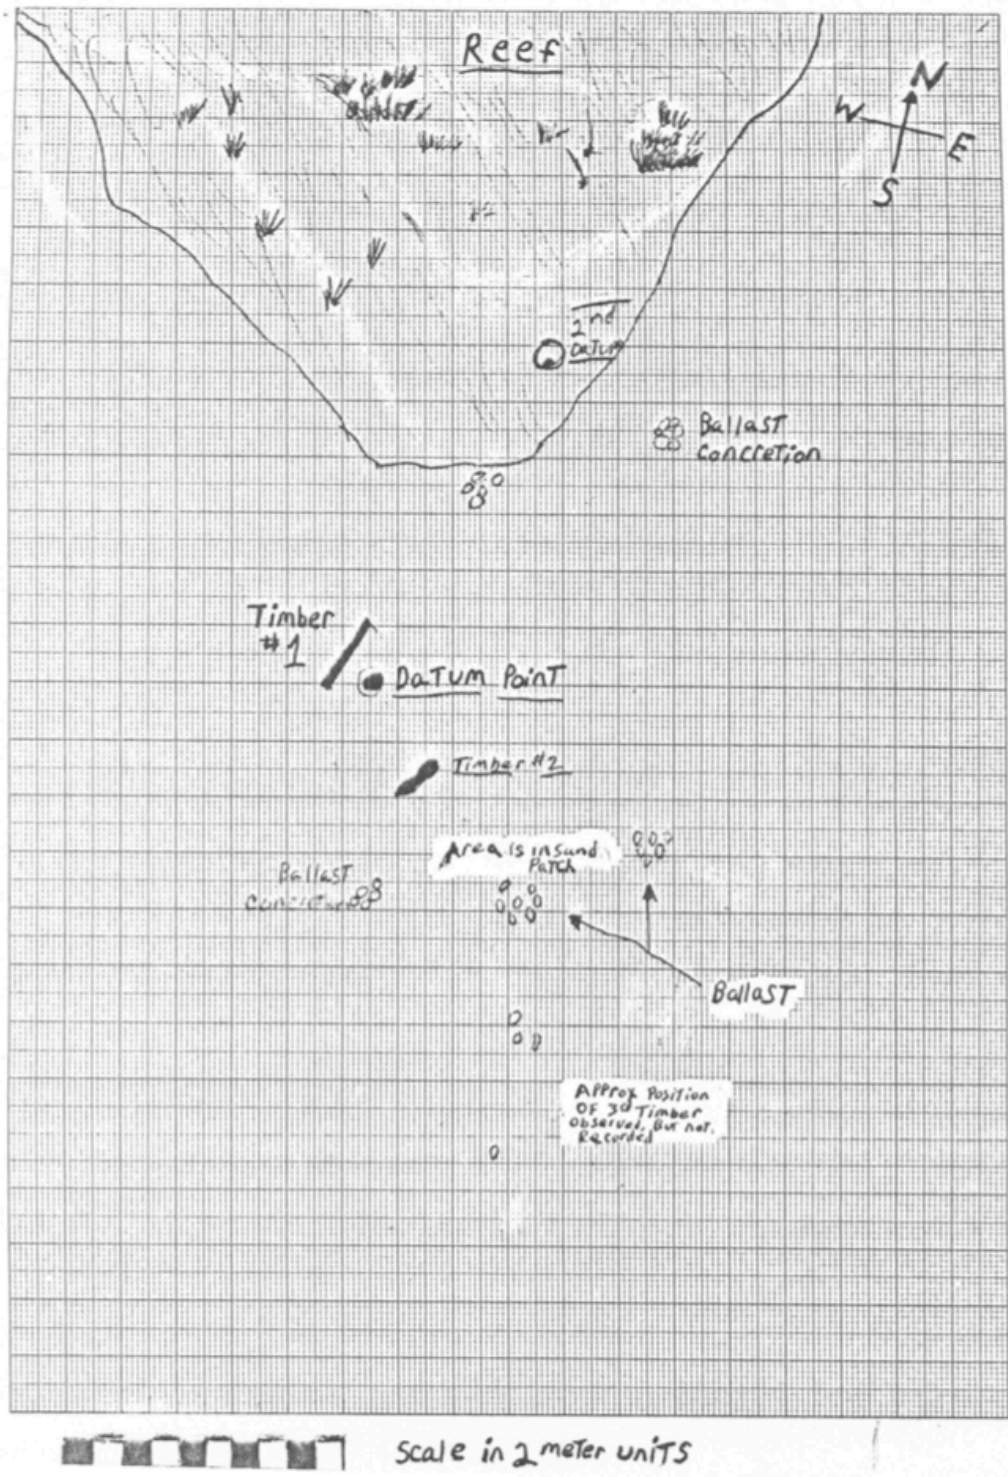 Reef
N
W
E
S
2nd
DATUM
Ballast
Concretion
Timber
#1
Datum Point
Timber #2
Area is in sand
Patch
Ballast
Ballast
Approx Position
OF 3d Timber
observed, But not
Recorded
Scale in 2 meter units